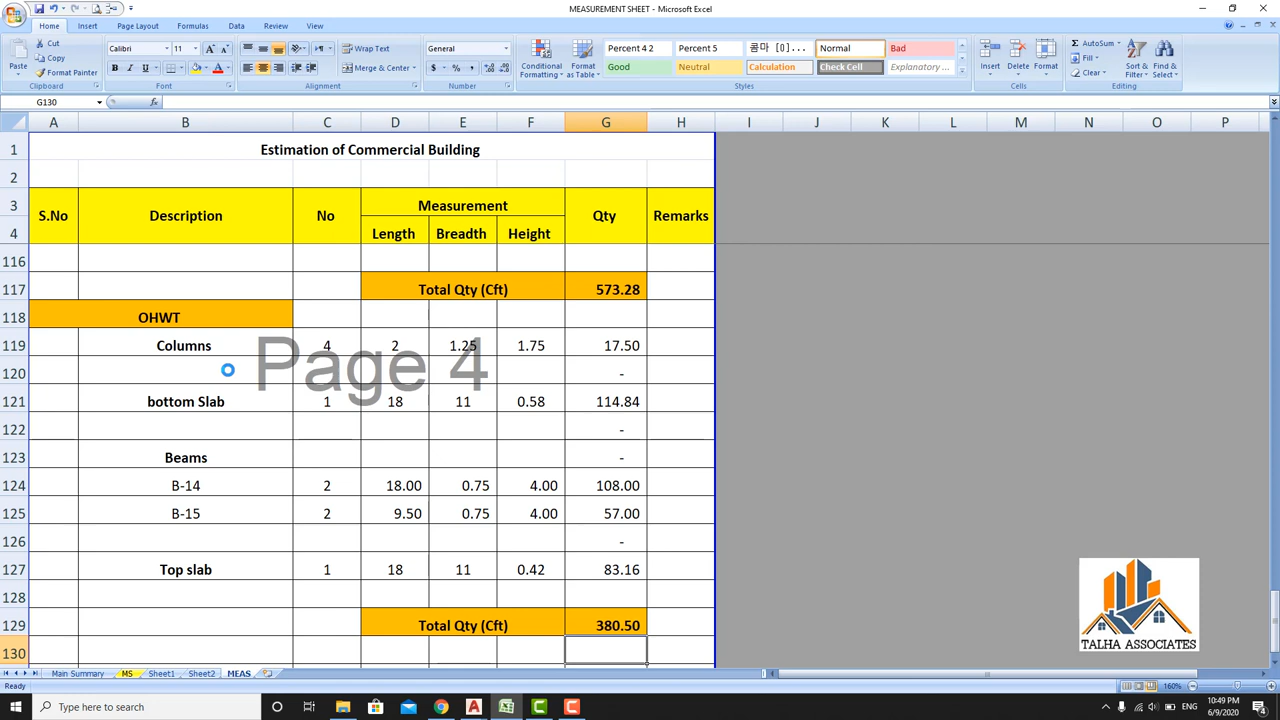 MEASUREMENT SHEET - Microsoft Excel
Home Insert Page Layout Formulas Data Review View
Paste Cut Copy Format Painter Clipboard
Calibri 11 Font
Wrap Text Merge & Center Alignment
General Number
Conditional Formatting Format as Table
Percent 4 2 Percent 5 콤마 [0]... Normal Bad
Good Neutral Calculation Check Cell Explanatory ...
Styles
Insert Delete Format Cells
AutoSum Fill Clear Sort & Filter Find & Select Editing
G130 fx
A B C D E F G H I J K L M N O P
1 Estimation of Commercial Building
2
3 S.No Description No Measurement Qty Remarks
4 Length Breadth Height
116
117 Total Qty (Cft) 573.28
118 OHWT
119 Columns 4 2 1.25 1.75 17.50
Page 4
120 -
121 bottom Slab 1 18 11 0.58 114.84
122 -
123 Beams -
124 B-14 2 18.00 0.75 4.00 108.00
125 B-15 2 9.50 0.75 4.00 57.00
126 -
127 Top slab 1 18 11 0.42 83.16
128
129 Total Qty (Cft) 380.50
130
TALHA ASSOCIATES
Main Summary MS Sheet1 Sheet2 MEAS
Ready 160%
Type here to search
10:49 PM
6/9/2020